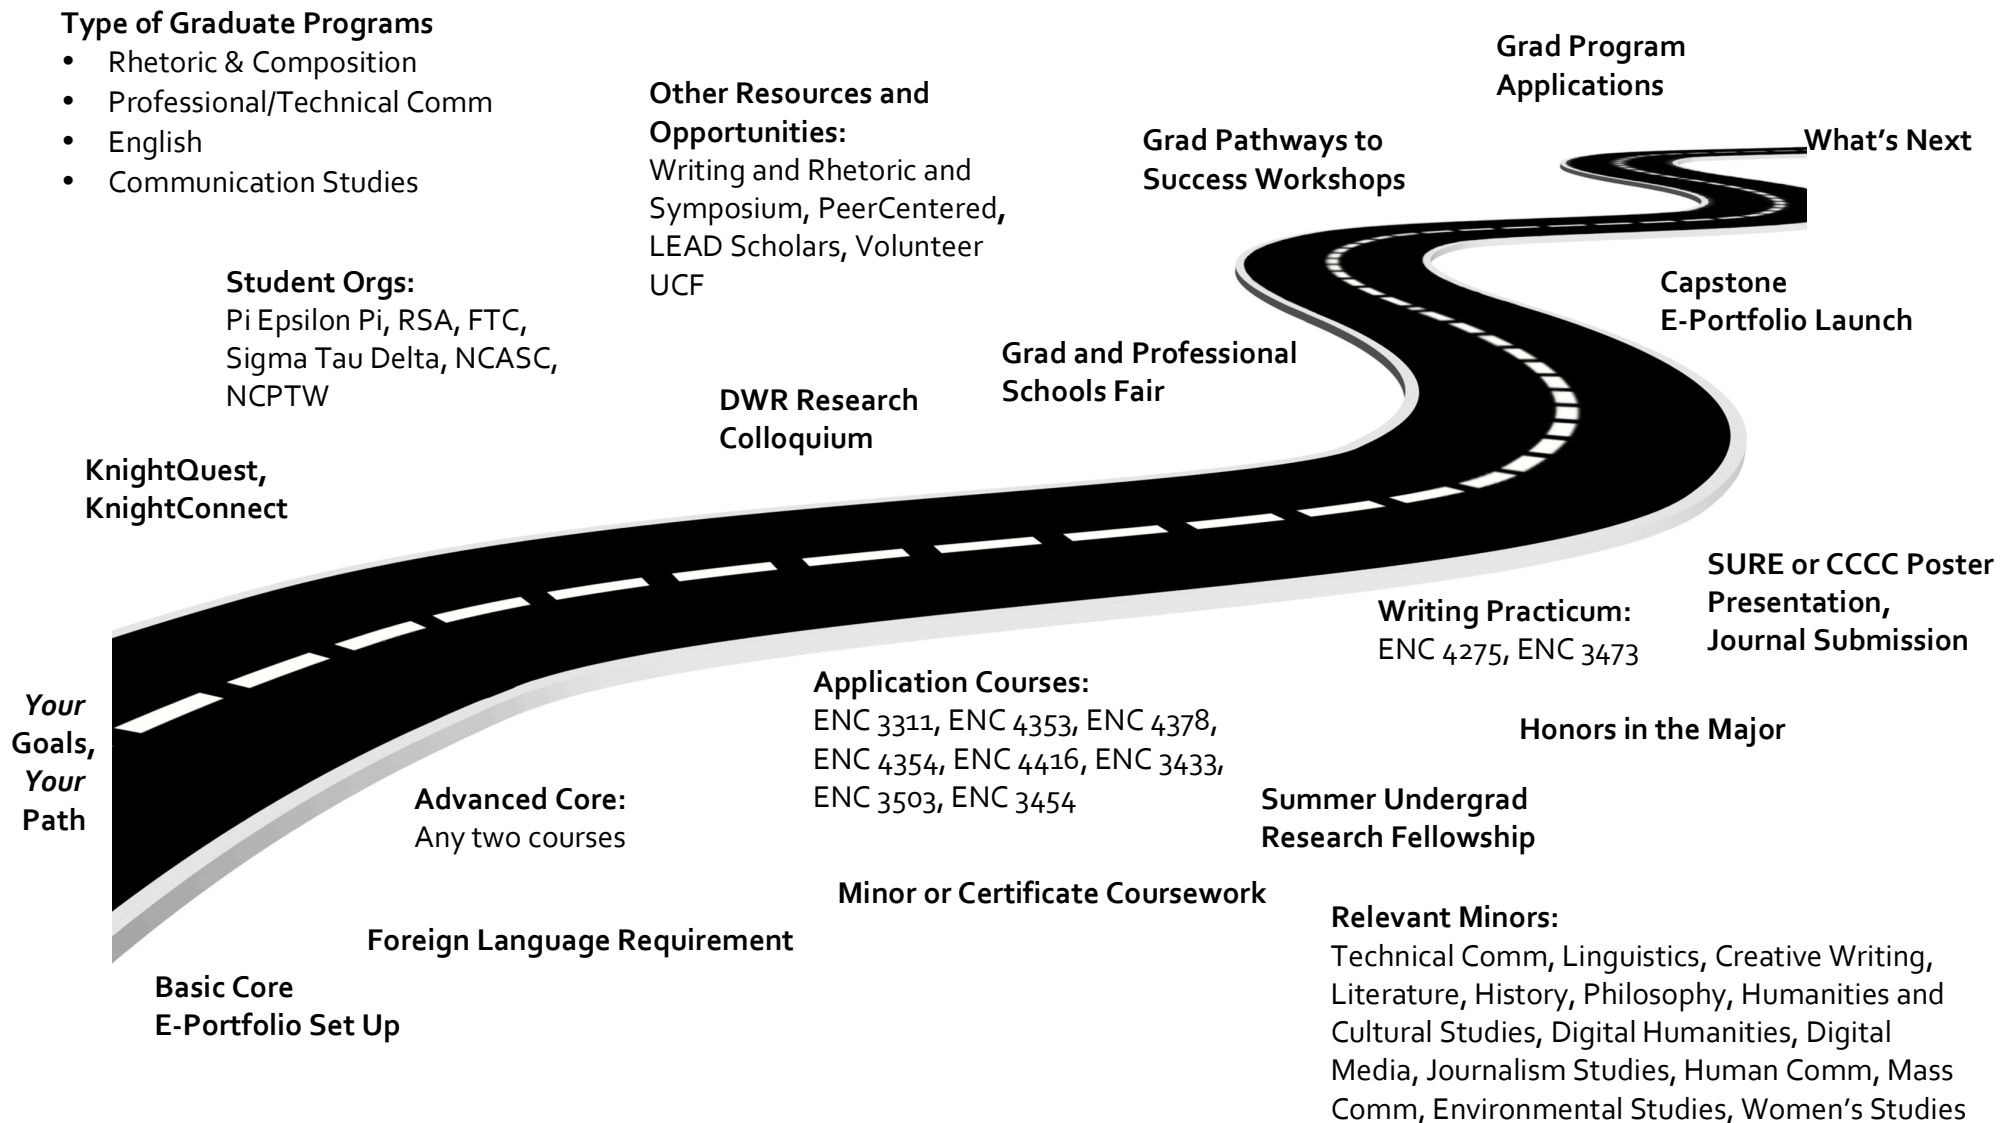 Type of Graduate Programs
• Rhetoric & Composition
• Professional/Technical Comm
• English
• Communication Studies
Other Resources and
Opportunities:
Writing and Rhetoric and
Symposium, PeerCentered,
LEAD Scholars, Volunteer
UCF
Grad Program
Applications
Grad Pathways to
Success Workshops
What's Next
Student Orgs:
Pi Epsilon Pi, RSA, FTC,
Sigma Tau Delta, NCASC,
NCPTW
Capstone
E-Portfolio Launch
Grad and Professional
Schools Fair
DWR Research
Colloquium
KnightQuest,
KnightConnect
SURE or CCCC Poster
Presentation,
Journal Submission
Writing Practicum:
ENC 4275, ENC 3473
Your
Goals,
Your
Path
Application Courses:
ENC 3311, ENC 4353, ENC 4378,
ENC 4354, ENC 4416, ENC 3433,
ENC 3503, ENC 3454
Honors in the Major
Advanced Core:
Any two courses
Summer Undergrad
Research Fellowship
Minor or Certificate Coursework
Foreign Language Requirement
Basic Core
E-Portfolio Set Up
Relevant Minors:
Technical Comm, Linguistics, Creative Writing,
Literature, History, Philosophy, Humanities and
Cultural Studies, Digital Humanities, Digital
Media, Journalism Studies, Human Comm, Mass
Comm, Environmental Studies, Women's Studies